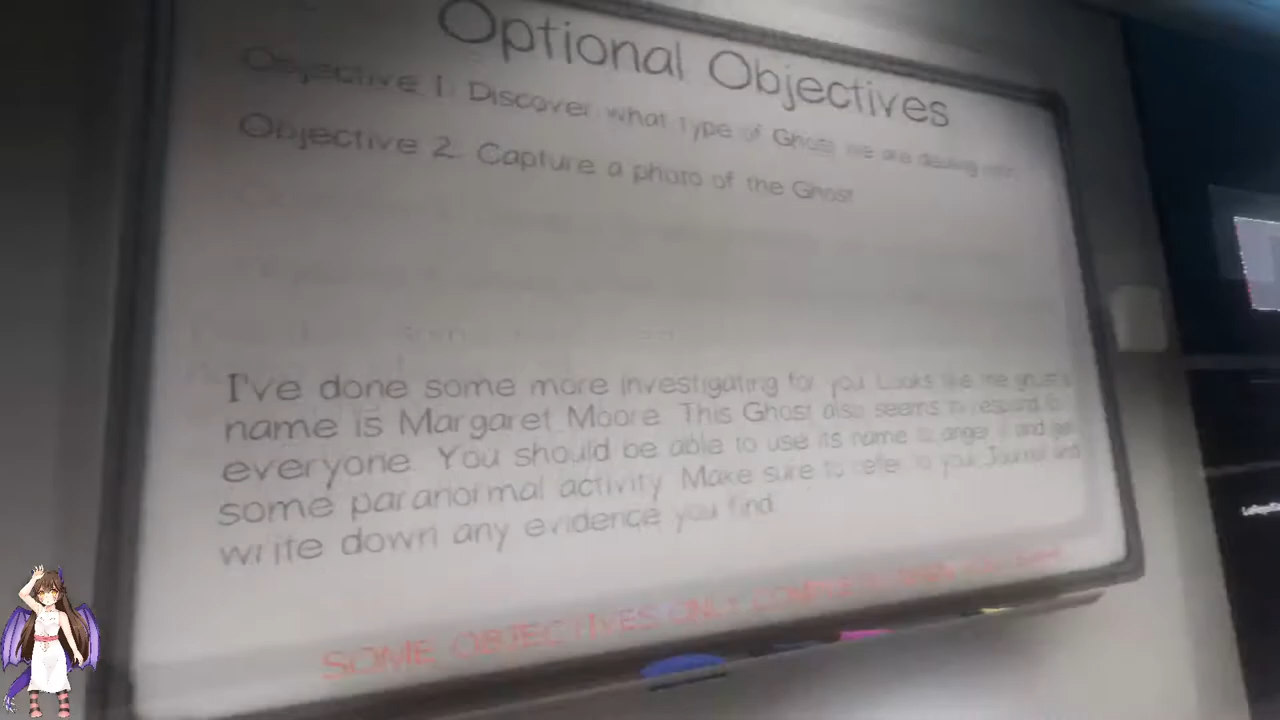 Optional Objectives
Objective 1: Discover what type of Ghost we are dealing with.
Objective 2: Capture a photo of the Ghost
I've done some more investigating for you. Looks like the ghost's
name is Margaret Moore. This Ghost also seems to respond to
everyone. You should be able to use its name to anger it and get
some paranormal activity. Make sure to refer to your Journal and
write down any evidence you find.
SOME OBJECTIVES ONLY COMPLETE WHEN